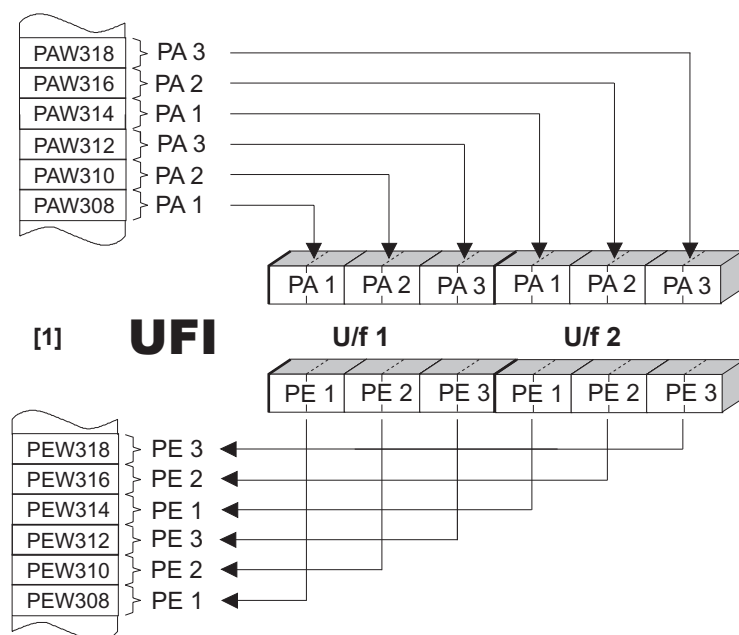 PAW318 PA 3
PAW316 PA 2
PAW314 PA 1
PAW312 PA 3
PAW310 PA 2
PAW308 PA 1
PA 1 PA 2 PA 3 PA 1 PA 2 PA 3
[1] UFI U/f 1 U/f 2
PE 1 PE 2 PE 3 PE 1 PE 2 PE 3
PEW318 PE 3
PEW316 PE 2
PEW314 PE 1
PEW312 PE 3
PEW310 PE 2
PEW308 PE 1